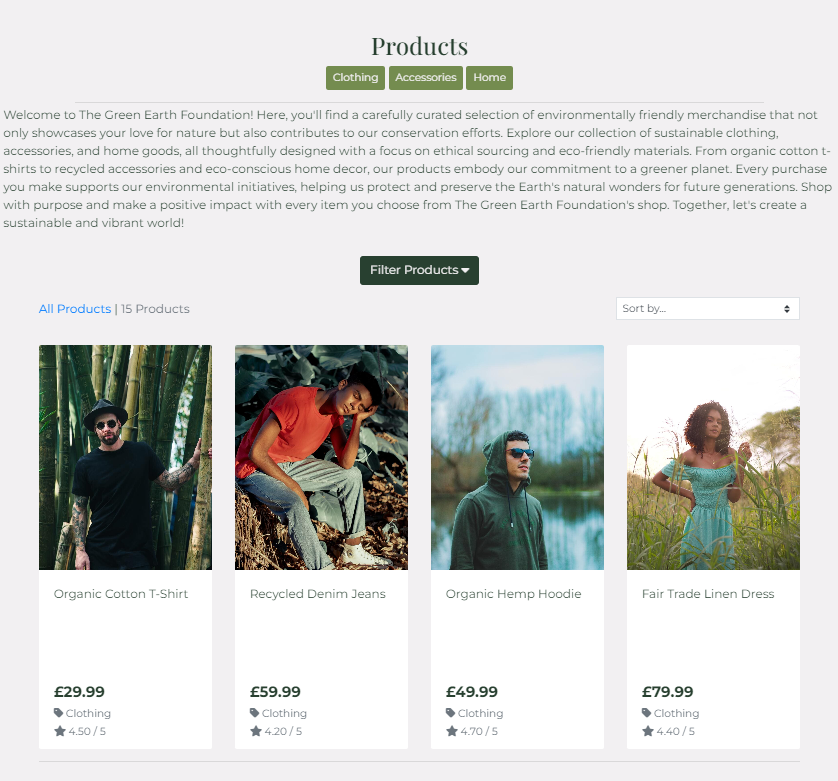 Products
Clothing Accessories Home
Welcome to The Green Earth Foundation! Here, you'll find a carefully curated selection of environmentally friendly merchandise that not
only showcases your love for nature but also contributes to our conservation efforts. Explore our collection of sustainable clothing,
accessories, and home goods, all thoughtfully designed with a focus on ethical sourcing and eco-friendly materials. From organic cotton t-
shirts to recycled accessories and eco-conscious home decor, our products embody our commitment to a greener planet. Every purchase
you make supports our environmental initiatives, helping us protect and preserve the Earth's natural wonders for future generations. Shop
with purpose and make a positive impact with every item you choose from The Green Earth Foundation's shop. Together, let's create a
sustainable and vibrant world!
Filter Products
All Products | 15 Products
Sort by...
Organic Cotton T-Shirt
£29.99
Clothing
4.50 / 5
Recycled Denim Jeans
£59.99
Clothing
4.20 / 5
Organic Hemp Hoodie
£49.99
Clothing
4.70 / 5
Fair Trade Linen Dress
£79.99
Clothing
4.40 / 5